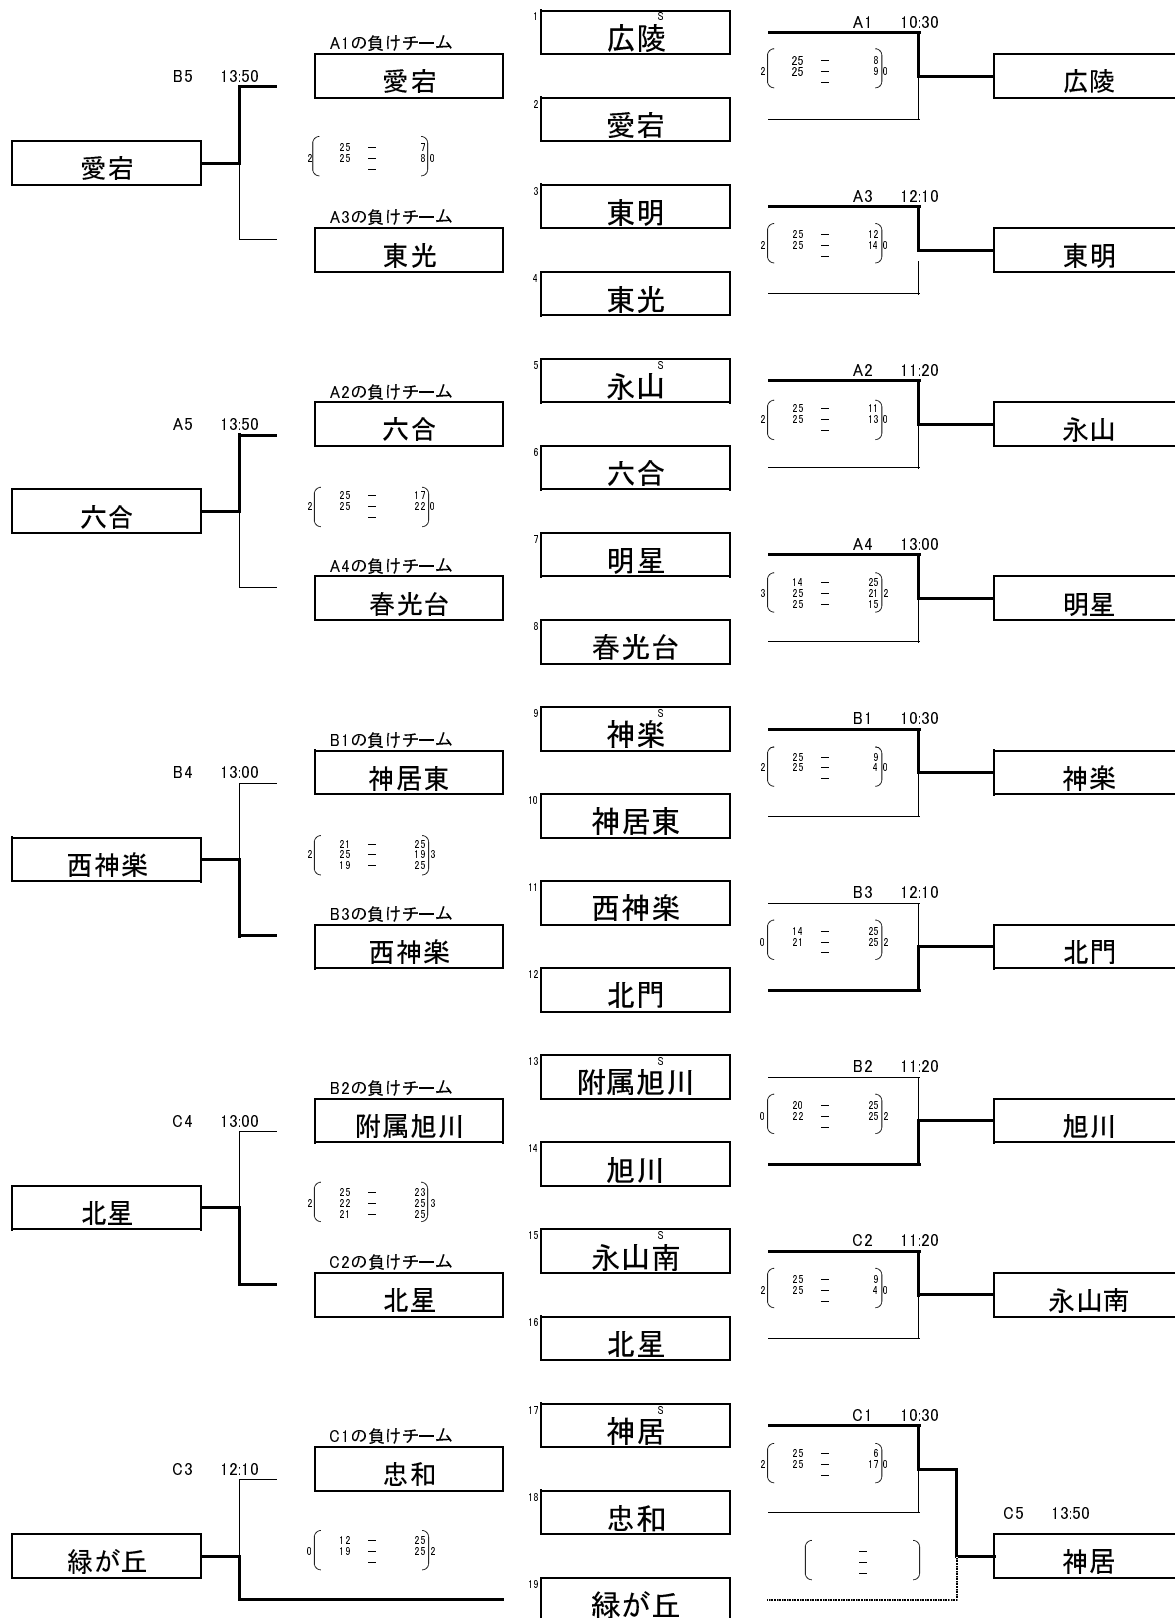 1 広陵 S
A1 10:30
A1の負けチーム
B5 13:50
愛宕
2 25 — 8 0
25 — 9
—
広陵
2 愛宕
2 25 — 7 0
25 — 8
—
愛宕
3 東明
A3 12:10
A3の負けチーム
東光
2 25 — 12 0
25 — 14
—
東明
4 東光
5 永山 S
A2 11:20
A2の負けチーム
A5 13:50
六合
2 25 — 11 0
25 — 13
—
永山
6 六合
2 25 — 17 0
25 — 22
—
六合
7 明星
A4 13:00
A4の負けチーム
春光台
3 14 — 25 2
25 — 21
25 — 15
明星
8 春光台
9 神楽 S
B1 10:30
B1の負けチーム
B4 13:00
神居東
2 25 — 9 0
25 — 4
—
神楽
10 神居東
2 21 — 25 3
25 — 19
19 — 25
西神楽
11 西神楽
B3 12:10
B3の負けチーム
西神楽
0 14 — 25 2
21 — 25
—
北門
12 北門
13 附属旭川 S
B2 11:20
B2の負けチーム
C4 13:00
附属旭川
0 20 — 25 2
22 — 25
—
旭川
14 旭川
2 25 — 23 3
22 — 25
21 — 25
北星
15 永山南 S
C2 11:20
C2の負けチーム
北星
2 25 — 9 0
25 — 4
—
永山南
16 北星
17 神居 S
C1 10:30
C1の負けチーム
C3 12:10
忠和
2 25 — 6 0
25 — 17
—
18 忠和
C5 13:50
0 12 — 25 2
19 — 25
—
緑が丘
—
—
—
神居
19 緑が丘